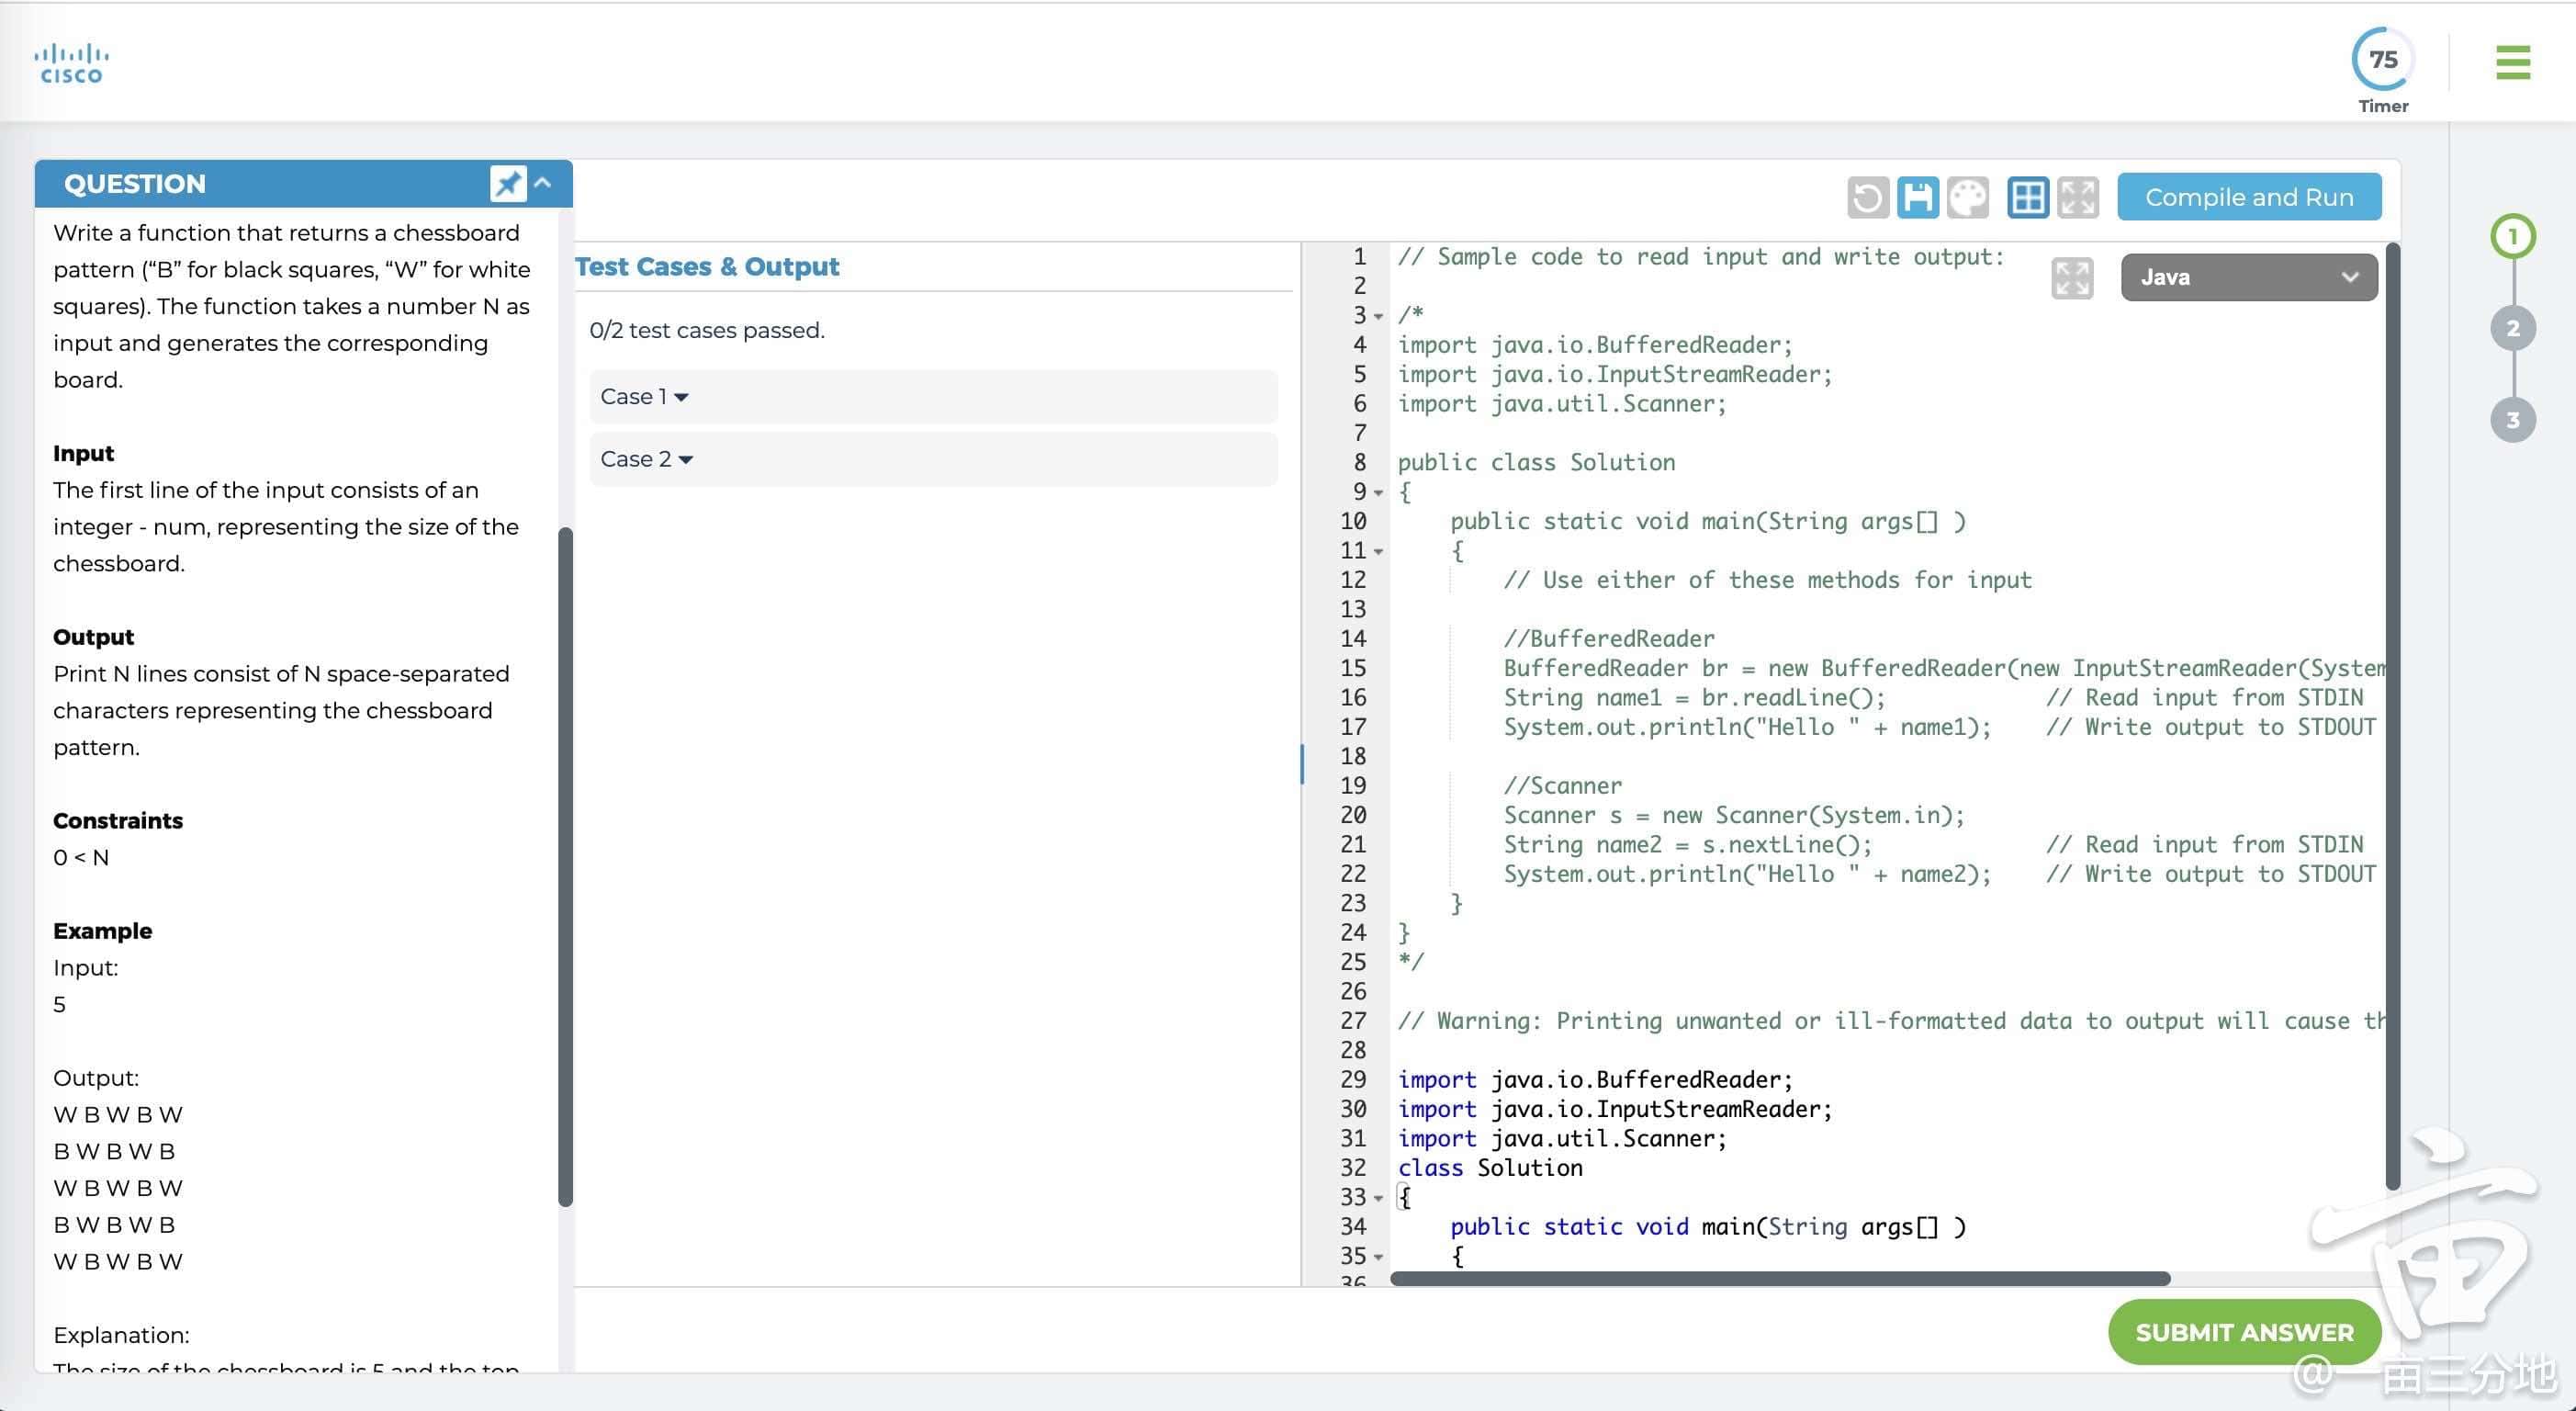 CISCO
75
Timer
QUESTION
Compile and Run
Write a function that returns a chessboard
pattern (“B” for black squares, “W” for white
squares). The function takes a number N as
input and generates the corresponding
board.
Input
The first line of the input consists of an
integer - num, representing the size of the
chessboard.
Output
Print N lines consist of N space-separated
characters representing the chessboard
pattern.
Constraints
0 < N
Example
Input:
5
Output:
W B W B W
B W B W B
W B W B W
B W B W B
W B W B W
Explanation:
The size of the chessboard is 5 and the top
Test Cases & Output
0/2 test cases passed.
Case 1
Case 2
Java
1 // Sample code to read input and write output:
2
3 /*
4 import java.io.BufferedReader;
5 import java.io.InputStreamReader;
6 import java.util.Scanner;
7
8 public class Solution
9 {
10 public static void main(String args[] )
11 {
12 // Use either of these methods for input
13
14 //BufferedReader
15 BufferedReader br = new BufferedReader(new InputStreamReader(System
16 String name1 = br.readLine(); // Read input from STDIN
17 System.out.println("Hello " + name1); // Write output to STDOUT
18
19 //Scanner
20 Scanner s = new Scanner(System.in);
21 String name2 = s.nextLine(); // Read input from STDIN
22 System.out.println("Hello " + name2); // Write output to STDOUT
23 }
24 }
25 */
26
27 // Warning: Printing unwanted or ill-formatted data to output will cause th
28
29 import java.io.BufferedReader;
30 import java.io.InputStreamReader;
31 import java.util.Scanner;
32 class Solution
33 {
34 public static void main(String args[] )
35 {
36
1
2
3
SUBMIT ANSWER
亩
@一亩三分地